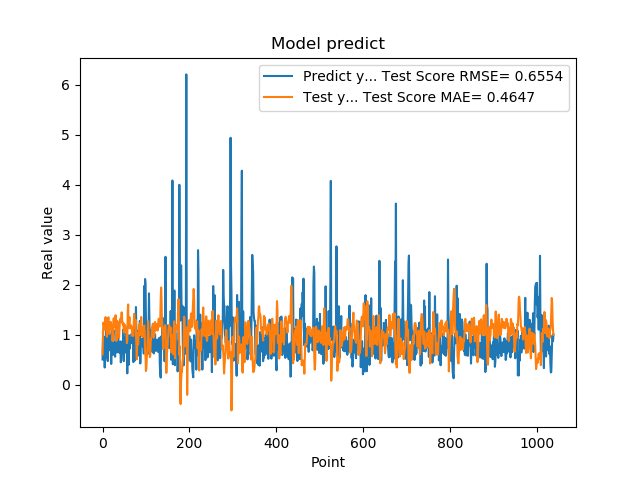 Model predict
Predict y... Test Score RMSE= 0.6554
Test y... Test Score MAE= 0.4647
6
5
4
3
2
1
0
Real value
0 200 400 600 800 1000
Point